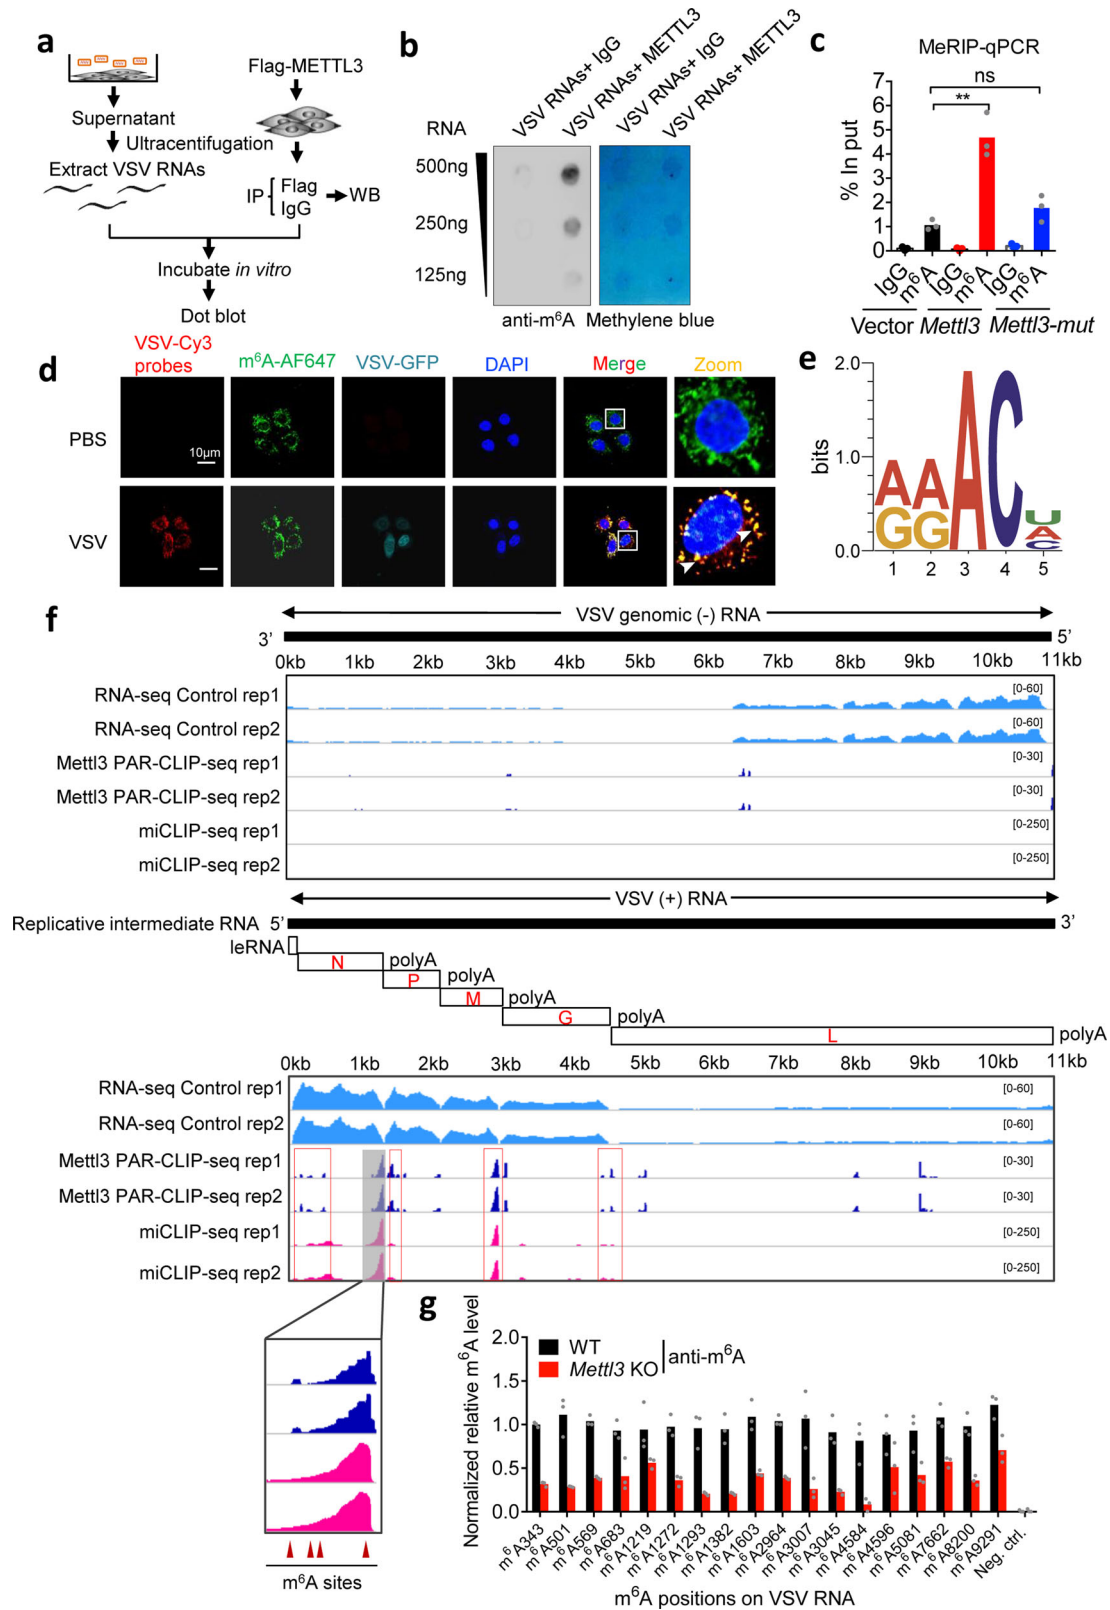 a
Flag-METTL3
Supernatant
Ultracentifugation
Extract VSV RNAs
IP
Flag
IgG
WB
Incubate in vitro
Dot blot
b
VSV RNAs+ IgG
VSV RNAs+ METTL3
VSV RNAs+ IgG
VSV RNAs+ METTL3
RNA
500ng
250ng
125ng
anti-m⁶A
Methylene blue
c
MeRIP-qPCR
ns
**
% In put
7
6
5
4
3
2
1
0
IgG
m⁶A
IgG
m⁶A
IgG
m⁶A
Vector
Mettl3
Mettl3-mut
d
VSV-Cy3
probes
m⁶A-AF647
VSV-GFP
DAPI
Merge
Zoom
PBS
10μm
VSV
e
bits
2.0
1.0
0.0
A
G
A
G
A
C
U
A
C
1 2 3 4 5
f
VSV genomic (-) RNA
3’
5’
0kb 1kb 2kb 3kb 4kb 5kb 6kb 7kb 8kb 9kb 10kb 11kb
RNA-seq Control rep1 [0-60]
RNA-seq Control rep2 [0-60]
Mettl3 PAR-CLIP-seq rep1 [0-30]
Mettl3 PAR-CLIP-seq rep2 [0-30]
miCLIP-seq rep1 [0-250]
miCLIP-seq rep2 [0-250]
VSV (+) RNA
Replicative intermediate RNA 5’
3’
leRNA
N polyA
P polyA
M polyA
G polyA
L polyA
0kb 1kb 2kb 3kb 4kb 5kb 6kb 7kb 8kb 9kb 10kb 11kb
RNA-seq Control rep1 [0-60]
RNA-seq Control rep2 [0-60]
Mettl3 PAR-CLIP-seq rep1 [0-30]
Mettl3 PAR-CLIP-seq rep2 [0-30]
miCLIP-seq rep1 [0-250]
miCLIP-seq rep2 [0-250]
m⁶A sites
g
Normalized relative m⁶A level
2.0
1.5
1.0
0.5
0.0
WT
Mettl3 KO
anti-m⁶A
m⁶A343
m⁶A501
m⁶A569
m⁶A683
m⁶A1219
m⁶A1272
m⁶A1293
m⁶A1382
m⁶A1603
m⁶A2964
m⁶A3007
m⁶A3045
m⁶A4584
m⁶A4596
m⁶A5081
m⁶A7662
m⁶A8200
m⁶A9291
Neg. ctrl.
m⁶A positions on VSV RNA